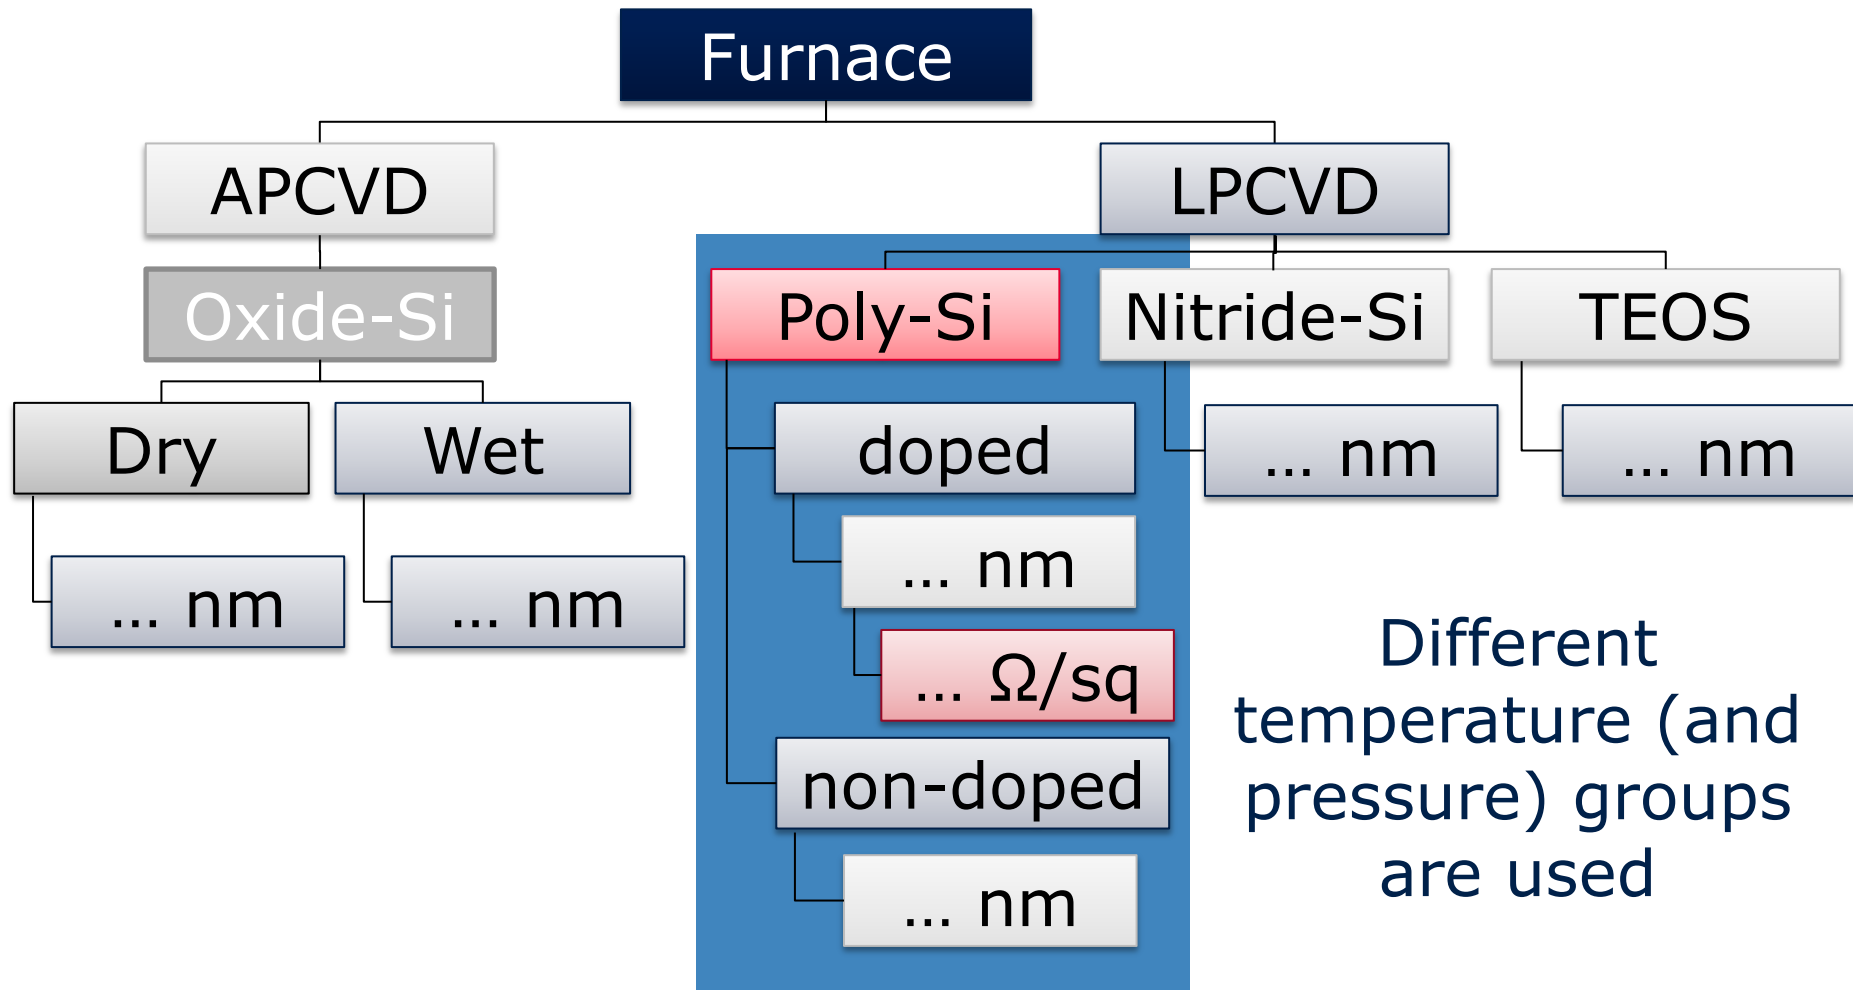 Furnace
APCVD
LPCVD
Oxide-Si
Poly-Si
Nitride-Si
TEOS
Dry
Wet
doped
... nm
... nm
... nm
... nm
... nm
... Ω/sq
non-doped
... nm
Different
temperature (and
pressure) groups
are used